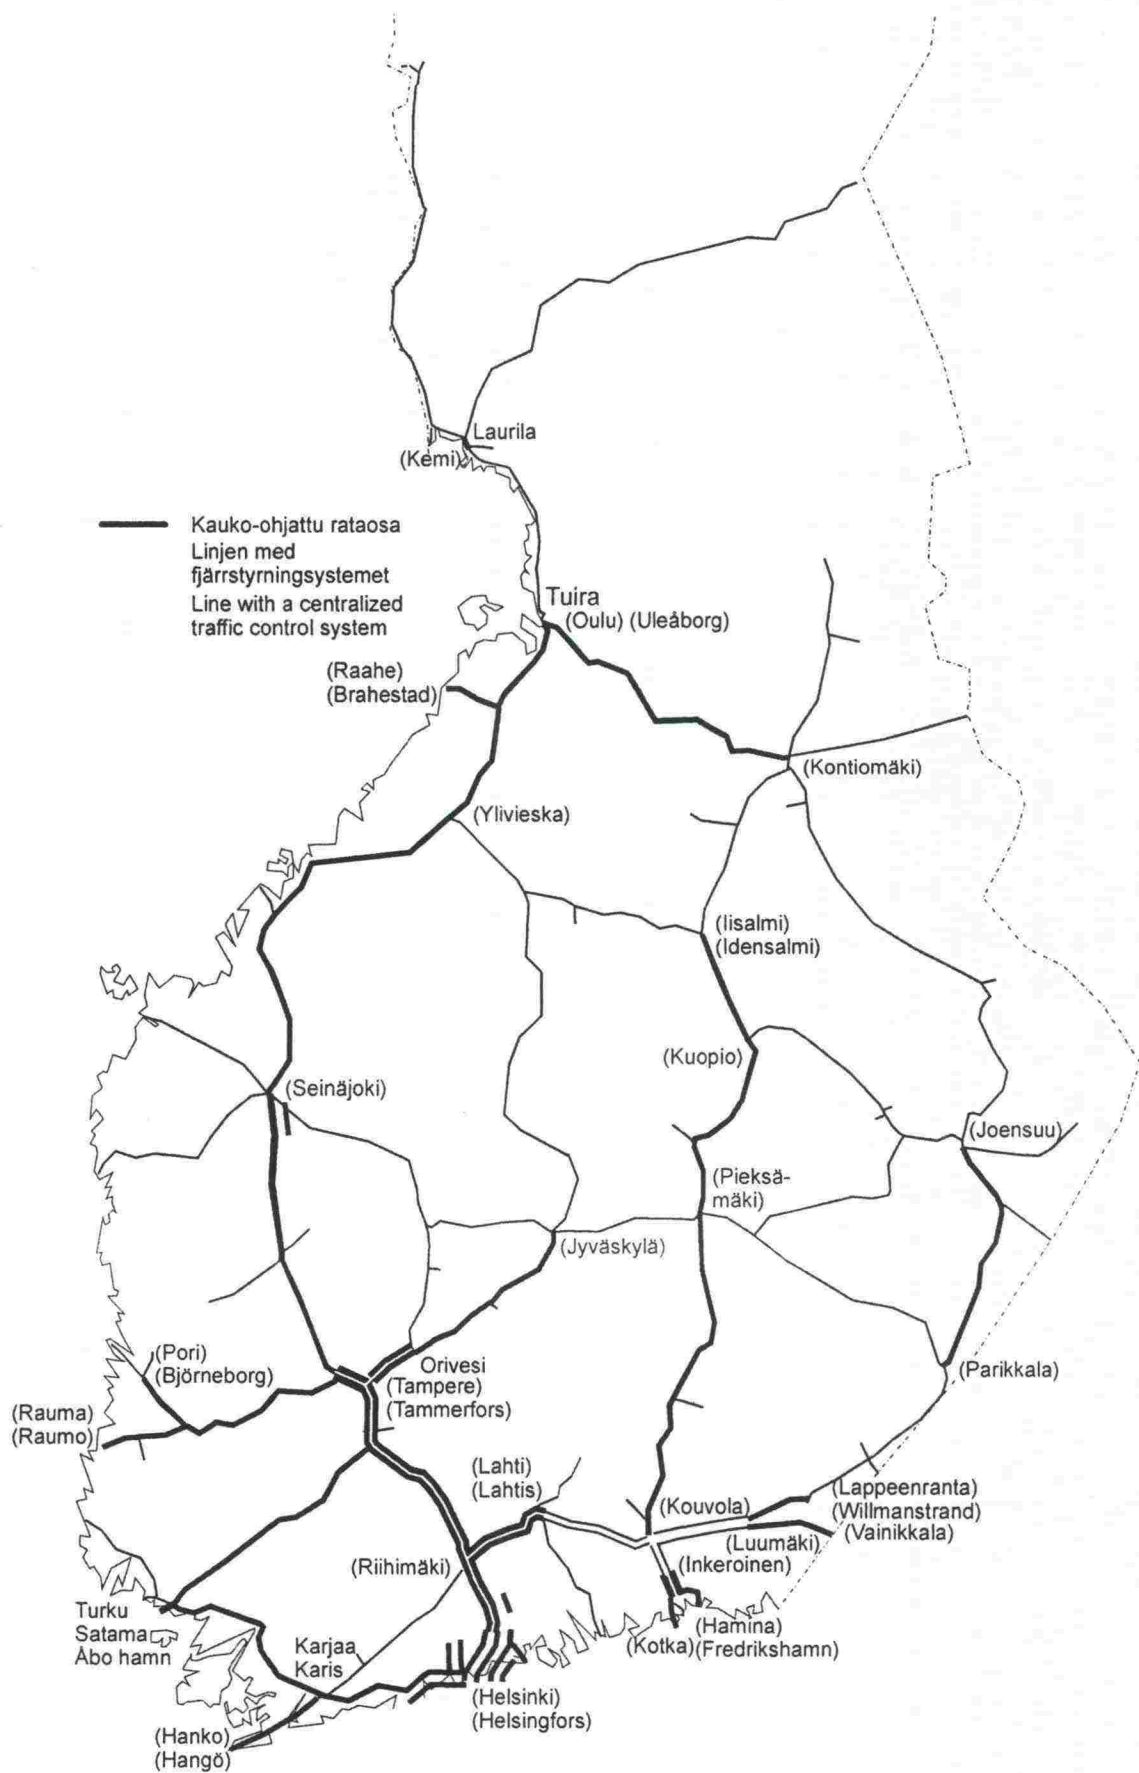 Laurila
(Kemi)
Kauko-ohjattu rataosa
Linjen med
fjärrstyrningsystemet
Line with a centralized
traffic control system
Tuira
(Oulu) (Uleåborg)
(Raahe)
(Brahestad)
(Kontiomäki)
(Ylivieska)
(Iisalmi)
(Idensalmi)
(Kuopio)
(Seinäjoki)
(Joensuu)
(Pieksä-
mäki)
(Jyväskylä)
(Pori)
(Björneborg)
Orivesi
(Tampere)
(Tammerfors)
(Parikkala)
(Rauma)
(Raumo)
(Lahti)
(Lahtis)
(Kouvola)
(Lappeenranta)
(Willmanstrand)
(Vainikkala)
(Luumäki)
(Inkeroinen)
(Riihimäki)
Turku
Satama
Åbo hamn
Karjaa
Karis
(Hamina)
(Kotka)(Fredrikshamn)
(Helsinki)
(Helsingfors)
(Hanko)
(Hangö)